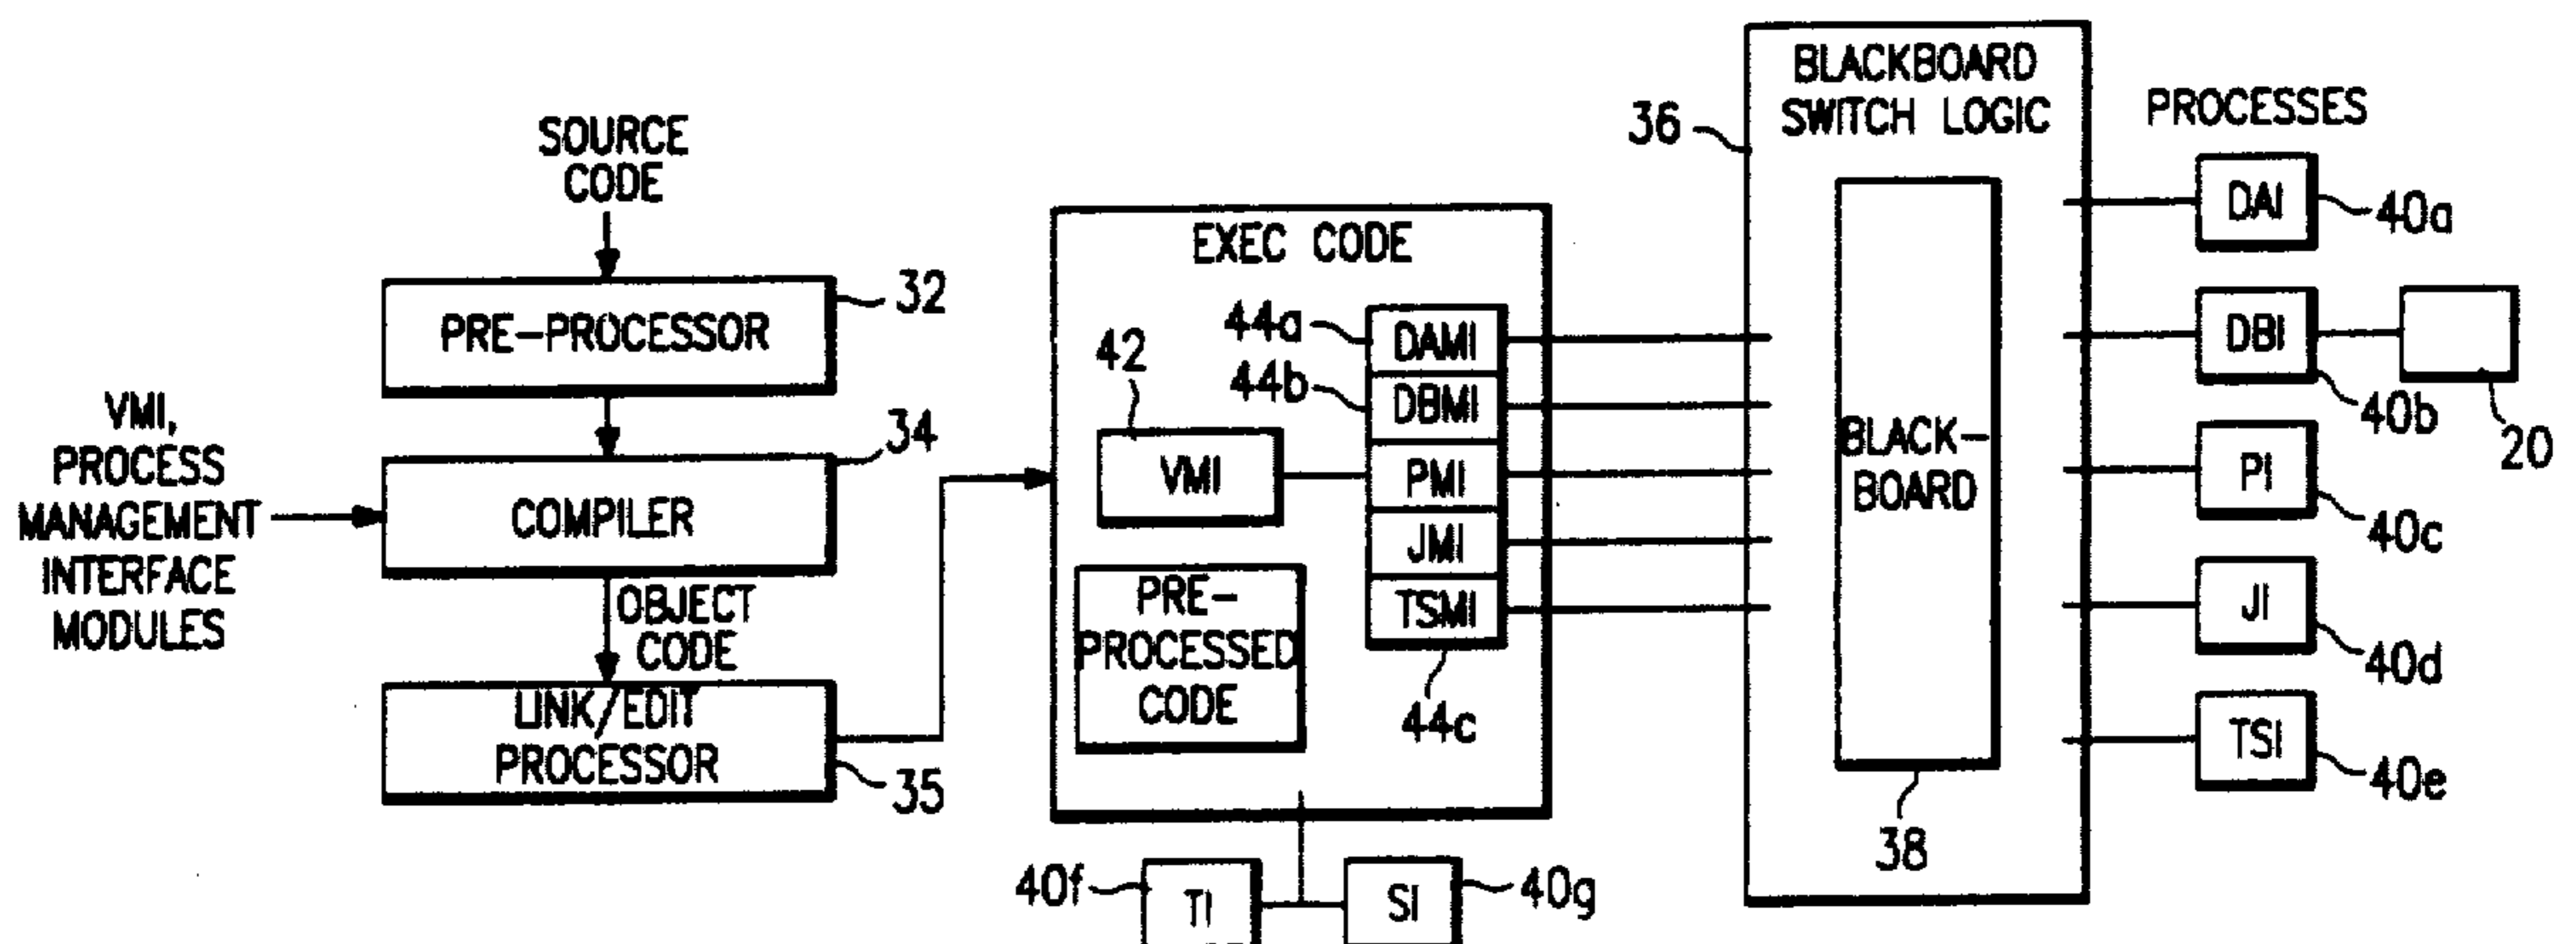 SOURCE
CODE
PRE-PROCESSOR
32
VMI,
PROCESS
MANAGEMENT
INTERFACE
MODULES
COMPILER
34
OBJECT
CODE
LINK/EDIT
PROCESSOR
35
EXEC CODE
42
VMI
PRE-
PROCESSED
CODE
44a
DAMI
44b
DBMI
PMI
JMI
TSMI
44c
40f
TI
SI
40g
36
BLACKBOARD
SWITCH LOGIC
BLACK-
BOARD
38
PROCESSES
DAI
40a
DBI
40b
20
PI
40c
JI
40d
TSI
40e